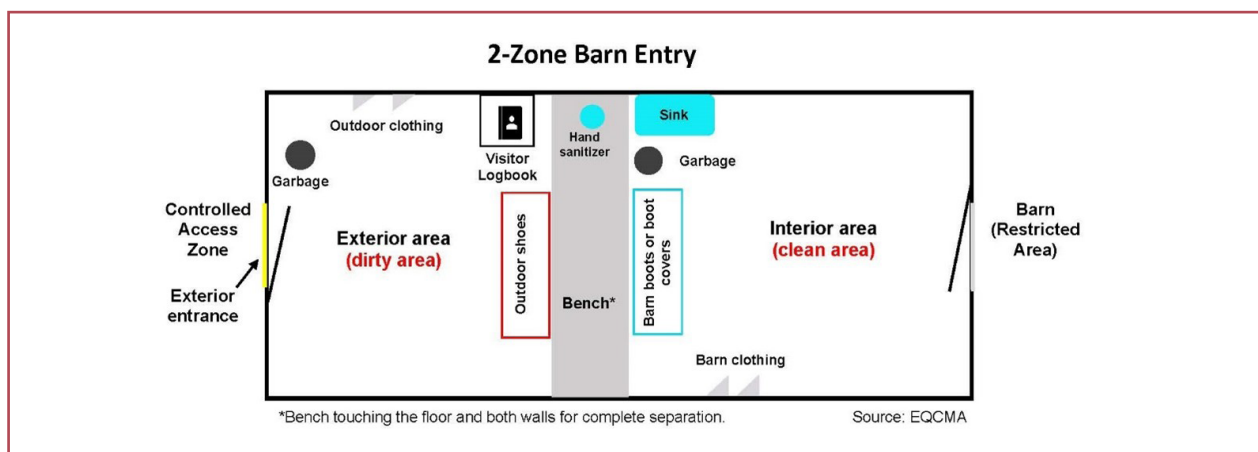 2-Zone Barn Entry
Outdoor clothing
Garbage
Visitor
Logbook
Hand
sanitizer
Sink
Garbage
Controlled
Access
Zone
Exterior
entrance
Exterior area
(dirty area)
Outdoor shoes
Bench*
Barn boots or boot
covers
Interior area
(clean area)
Barn
(Restricted
Area)
Barn clothing
*Bench touching the floor and both walls for complete separation.
Source: EQCMA